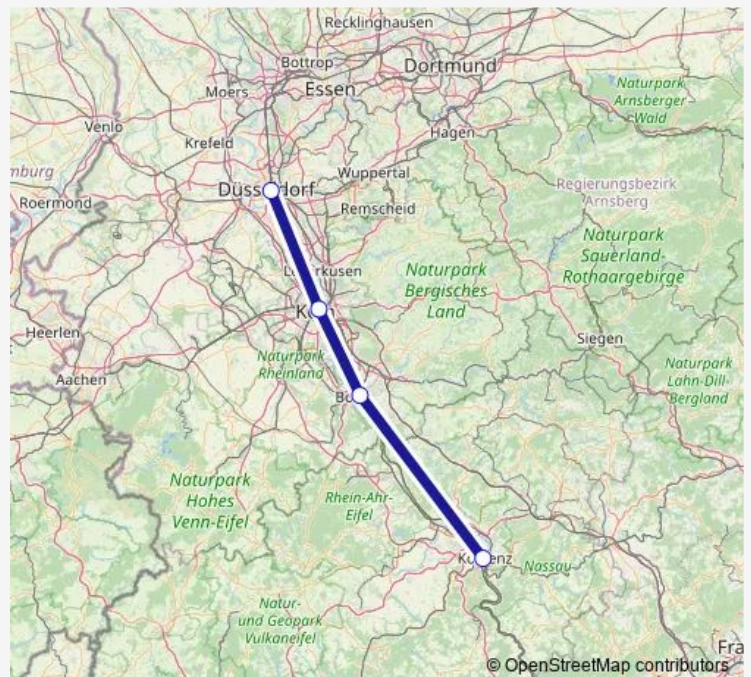 Recklinghausen
Bottrop
Dortmund
Moers
Essen
Naturpark
Arnsberger
Wald
Venlo
Krefeld
Hagen
mburg
Wuppertal
Roermond
Remscheid
Regierungsbezirk
Arnsberg
Naturpark
Sauerland-
Rothaargebirge
Naturpark
Bergisches
Land
Heerlen
Siegen
Naturpark
Rheinland
Aachen
Naturpark
Lahn-Dill-
Bergland
Naturpark
Hohes
Venn-Eifel
Rhein-Ahr-
Eifel
Nassau
Natur-
und Geopark
Vulkaneifel
Fra
© OpenStreetMap contributors